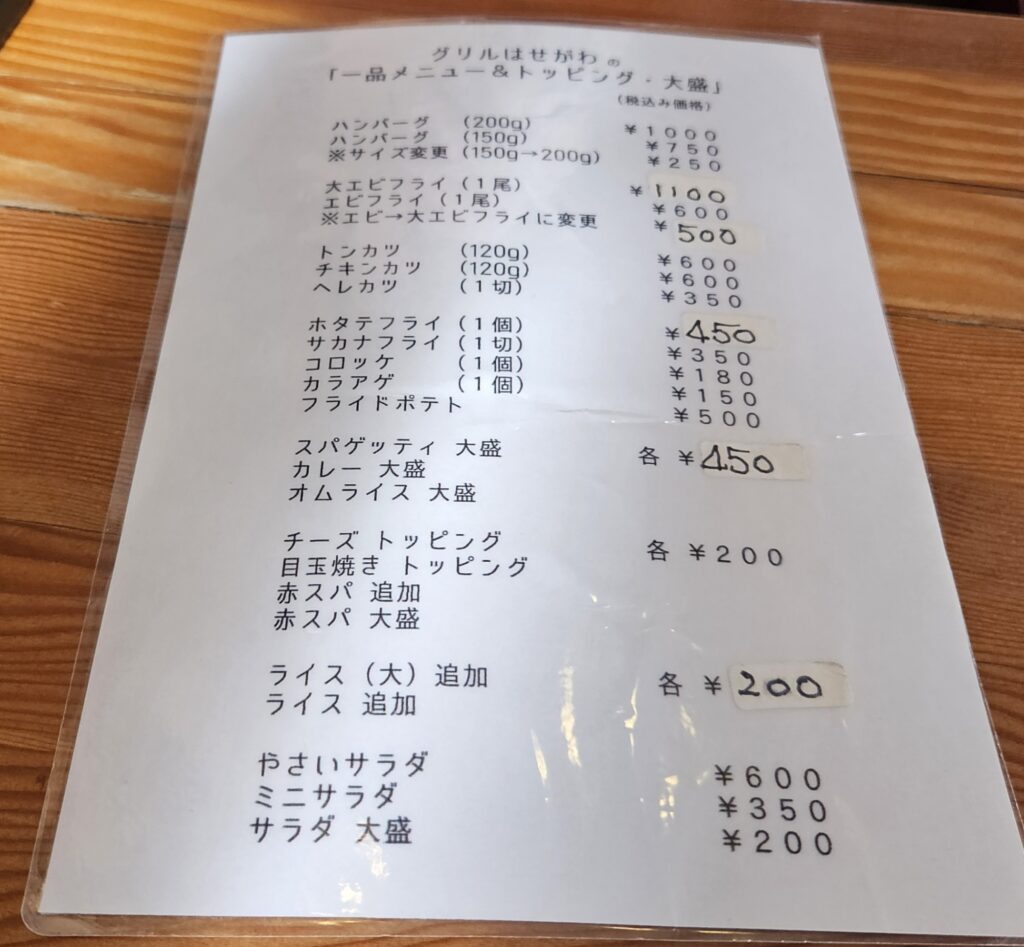 グリルはせがわ の
「一品メニュー＆トッピング・大盛」
(税込み価格)
ハンバーグ (200g) ￥1000
ハンバーグ (150g) ￥750
※サイズ変更 (150g→200g) ￥250
大エビフライ (1尾) ￥1100
エビフライ (1尾) ￥600
※エビ→大エビフライに変更 ￥500
トンカツ (120g) ￥600
チキンカツ (120g) ￥600
ヘレカツ (1切) ￥350
ホタテフライ (1個) ￥450
サカナフライ (1切) ￥350
コロッケ (1個) ￥180
カラアゲ (1個) ￥150
フライドポテト ￥500
スパゲッティ 大盛 各 ￥450
カレー 大盛
オムライス 大盛
チーズ トッピング 各 ￥200
目玉焼き トッピング
赤スパ 追加
赤スパ 大盛
ライス (大) 追加 各 ￥200
ライス 追加
やさいサラダ ￥600
ミニサラダ ￥350
サラダ 大盛 ￥200